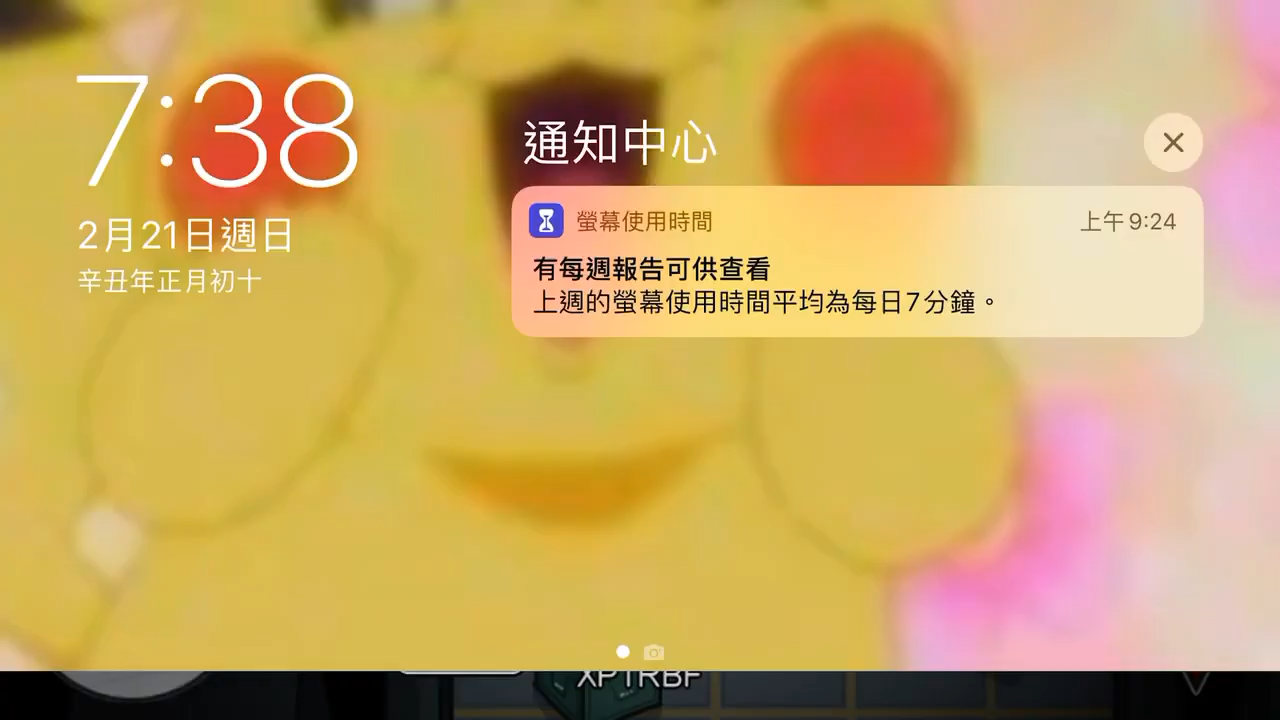 7:38
2月21日週日
辛丑年正月初十
通知中心
螢幕使用時間
上午9:24
有每週報告可供查看
上週的螢幕使用時間平均為每日7分鐘。
XPTRBF